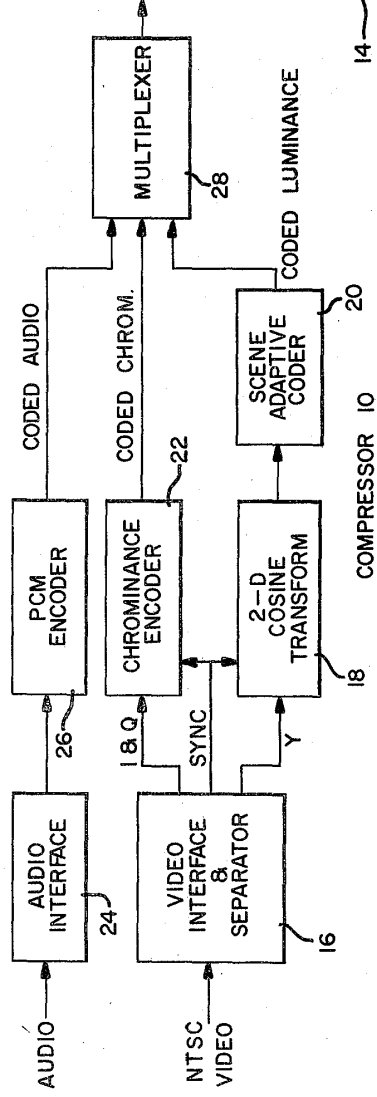 AUDIO
AUDIO
INTERFACE
24
PCM
ENCODER
26
CODED AUDIO
NTSC
VIDEO
VIDEO
INTERFACE
&
SEPARATOR
16
I & Q
SYNC
Y
CHROMINANCE
ENCODER
22
CODED CHROM.
2-D
COSINE
TRANSFORM
18
SCENE
ADAPTIVE
CODER
20
CODED LUMINANCE
MULTIPLEXER
28
COMPRESSOR 10
14